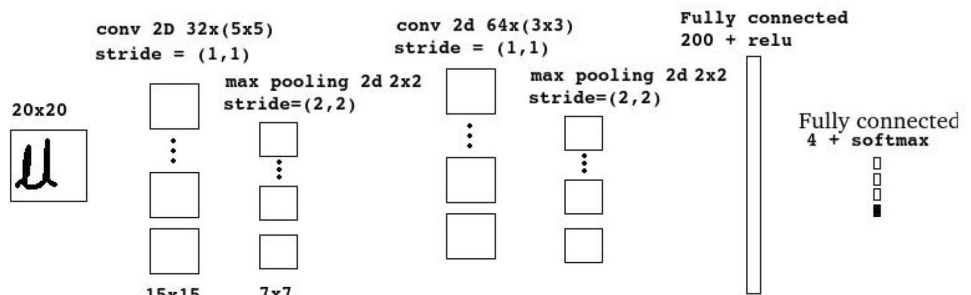 conv 2D 32x(5x5)
stride = (1,1)
conv 2d 64x(3x3)
stride = (1,1)
Fully connected
200 + relu
max pooling 2d 2x2
stride=(2,2)
max pooling 2d 2x2
stride=(2,2)
20x20
Fully connected
4 + softmax
u
15x15
7x7